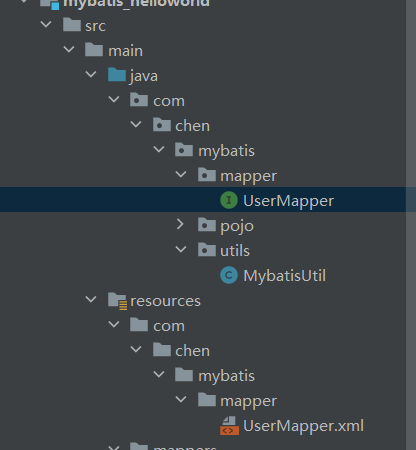 mybatis_helloworld
src
main
java
com
chen
mybatis
mapper
I UserMapper
pojo
utils
C MybatisUtil
resources
com
chen
mybatis
mapper
UserMapper.xml
mappers